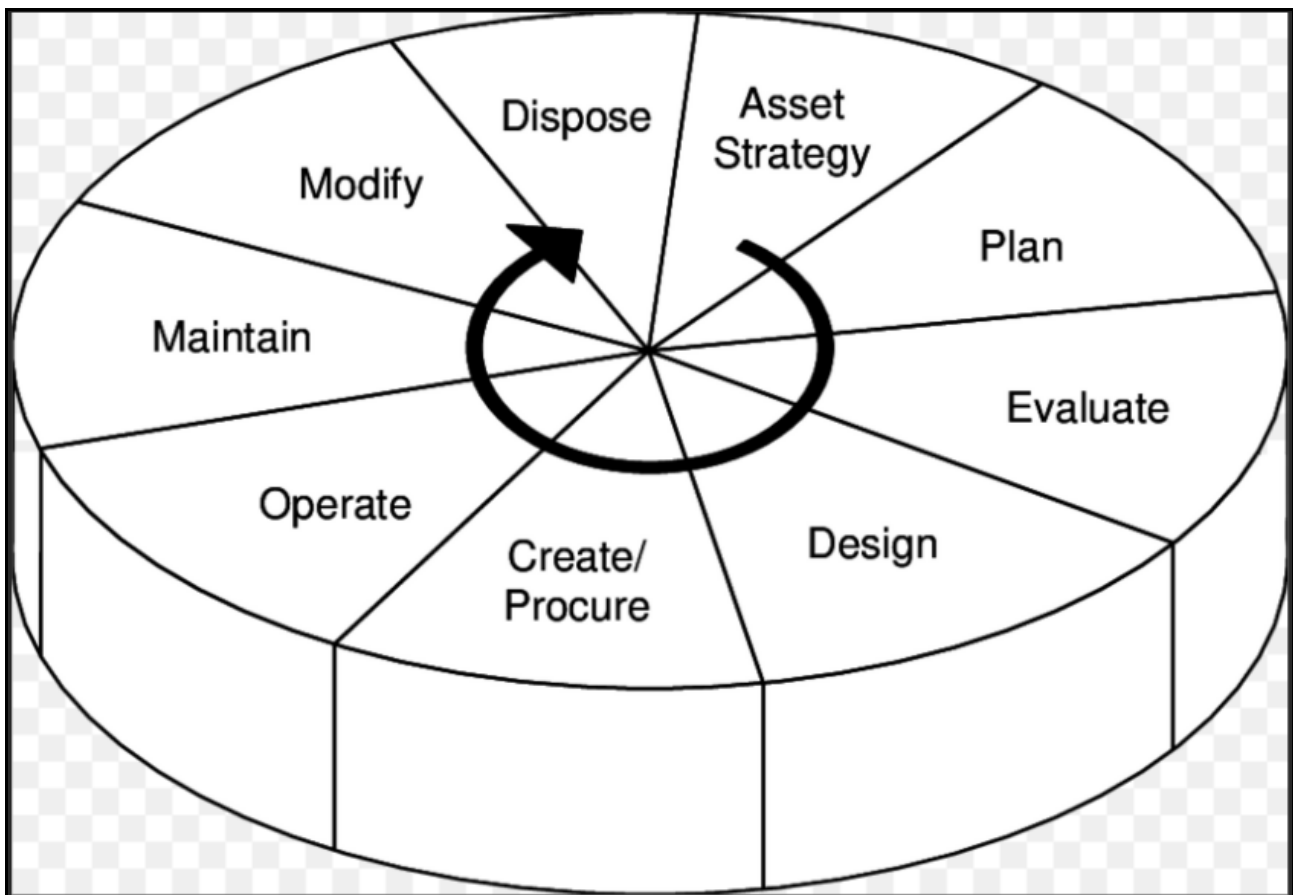 Dispose
Asset
Strategy
Plan
Evaluate
Design
Create/
Procure
Operate
Maintain
Modify